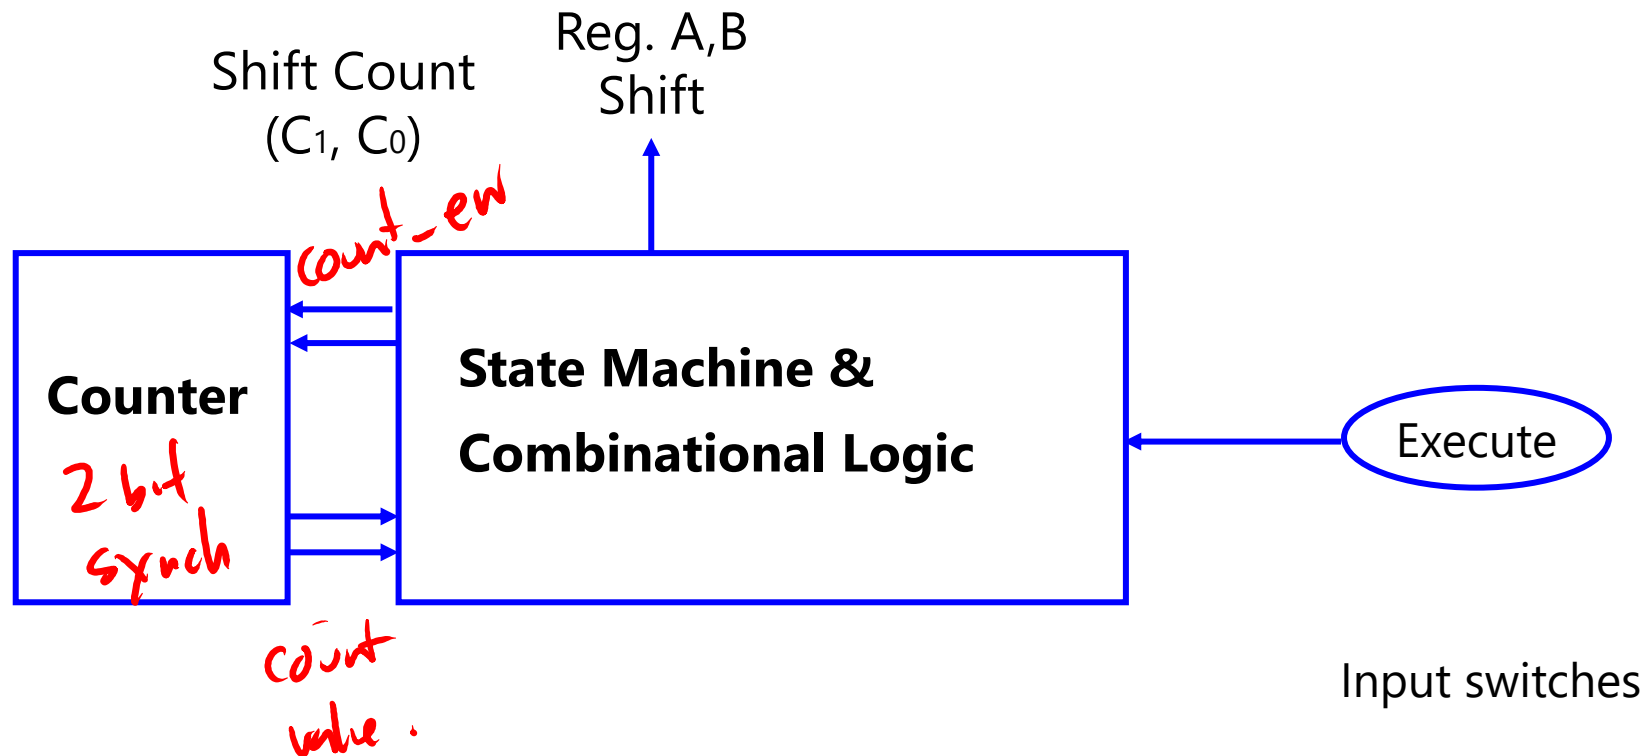 Reg. A,B
Shift
Shift Count
(C₁, C₀)
count_en
Counter
2 bit
synch
State Machine &
Combinational Logic
Execute
count
value.
Input switches